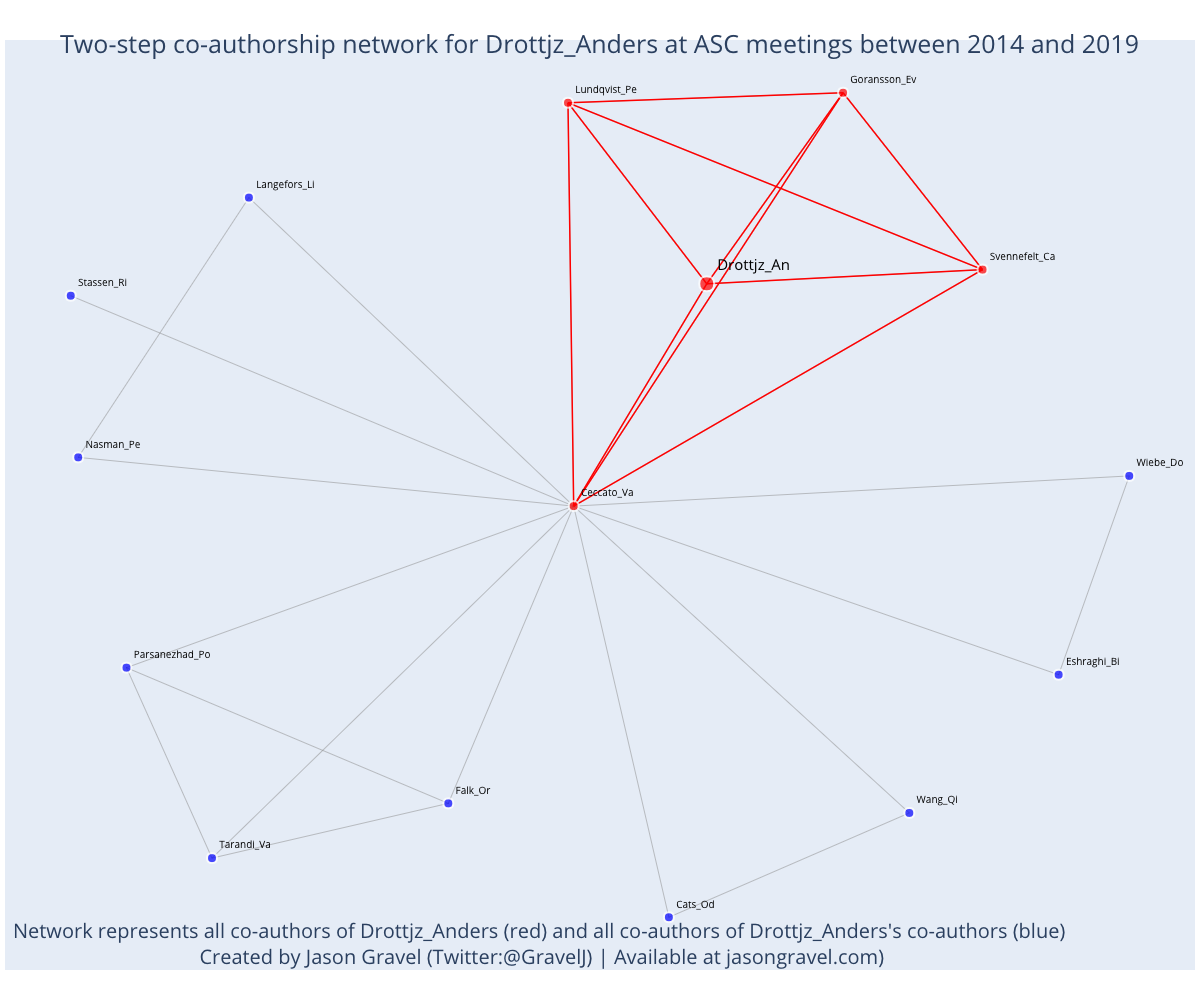 Two-step co-authorship network for Drottjz_Anders at ASC meetings between 2014 and 2019
Goransson_Ev
Lundqvist_Pe
Langefors_Li
Svennefelt_Ca
Drottjz_An
Stassen_Ri
Nasman_Pe
Wiebe_Do
Ceccato_Va
Parsanezhad_Po
Eshraghi_Bi
Falk_Or
Wang_Qi
Tarandi_Va
Cats_Od
Network represents all co-authors of Drottjz_Anders (red) and all co-authors of Drottjz_Anders's co-authors (blue)
Created by Jason Gravel (Twitter:@GravelJ) | Available at jasongravel.com)